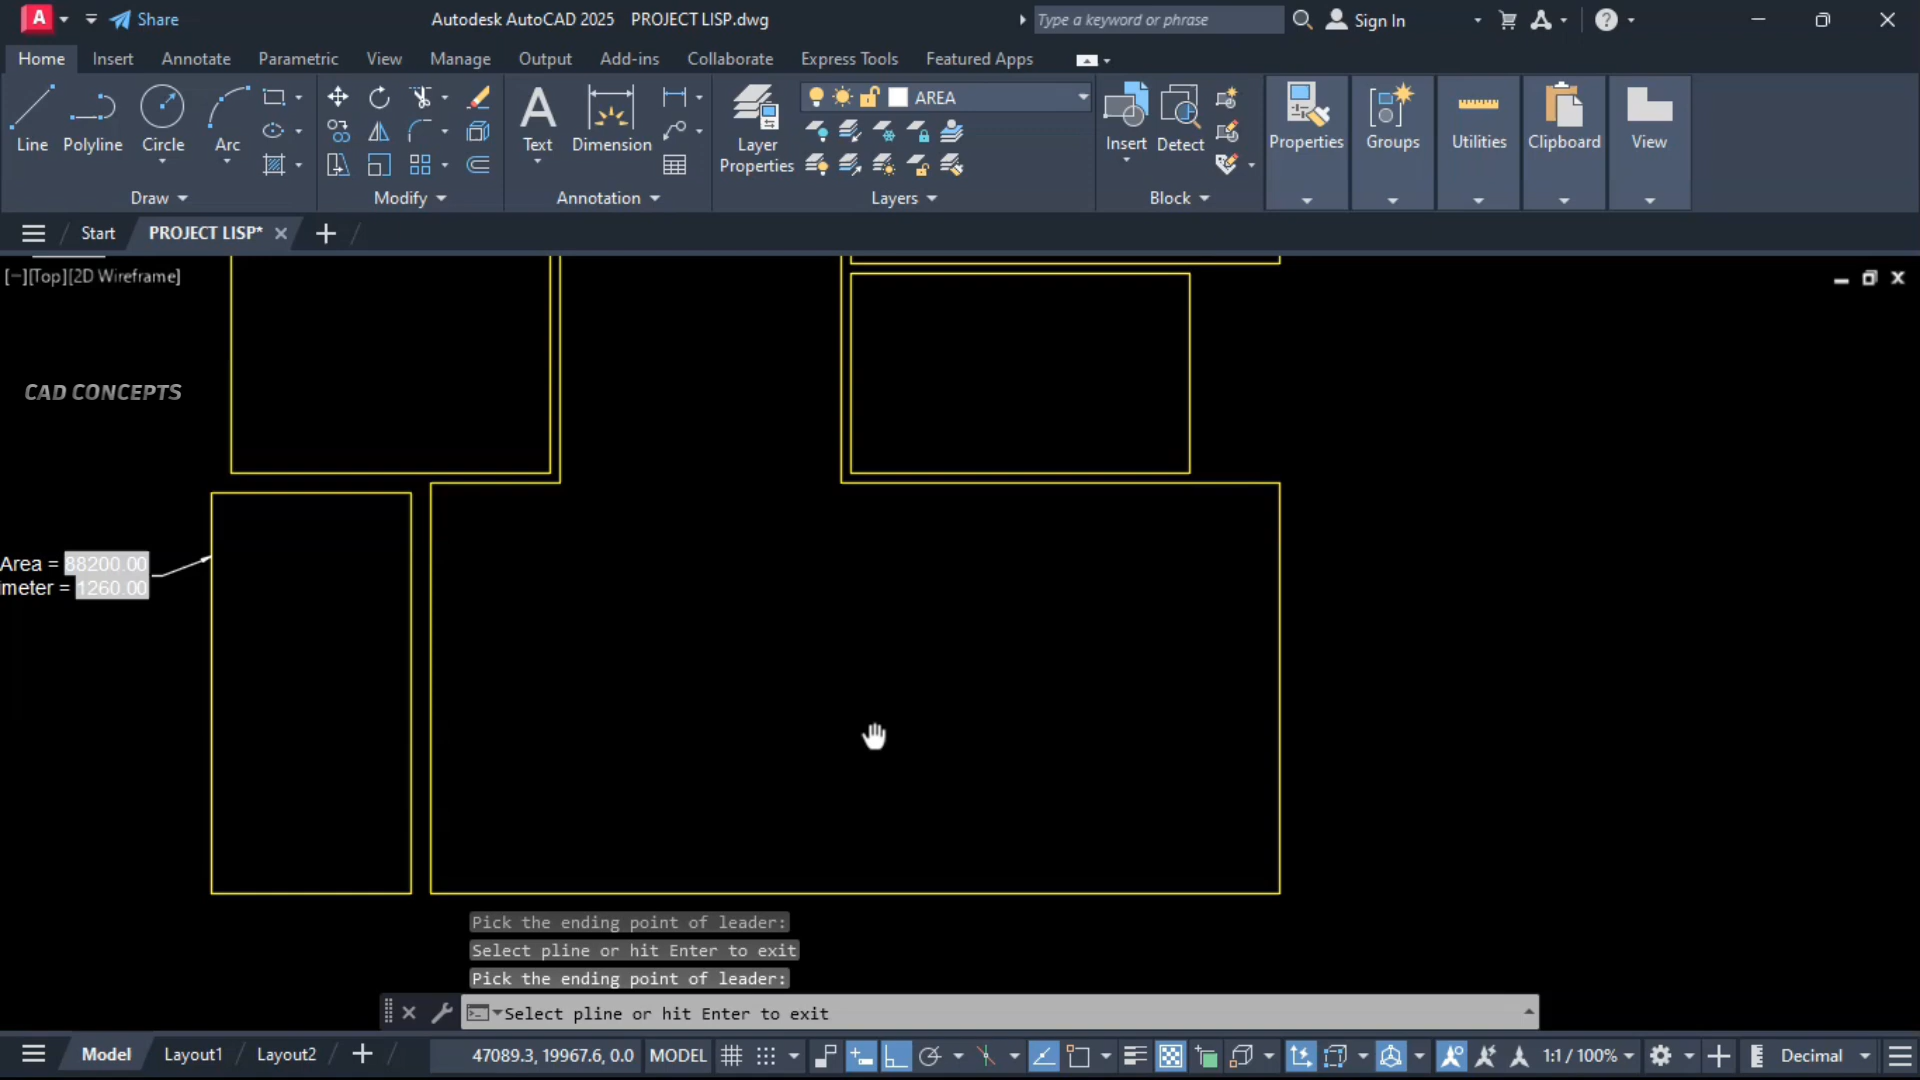 A Share Autodesk AutoCAD 2025 PROJECT LISP.dwg Type a keyword or phrase Sign In
Home Insert Annotate Parametric View Manage Output Add-ins Collaborate Express Tools Featured Apps
AREA
Line Polyline Circle Arc
A Text Dimension
Layer Properties
Insert Detect
Properties Groups Utilities Clipboard View
Draw Modify Annotation Layers Block
Start PROJECT LISP*
[−][Top][2D Wireframe]
CAD CONCEPTS
Area = 88200.00
imeter = 1260.00
Pick the ending point of leader:
Select pline or hit Enter to exit
Pick the ending point of leader:
Select pline or hit Enter to exit
Model Layout1 Layout2 47089.3, 19967.6, 0.0 MODEL 1:1 / 100% Decimal